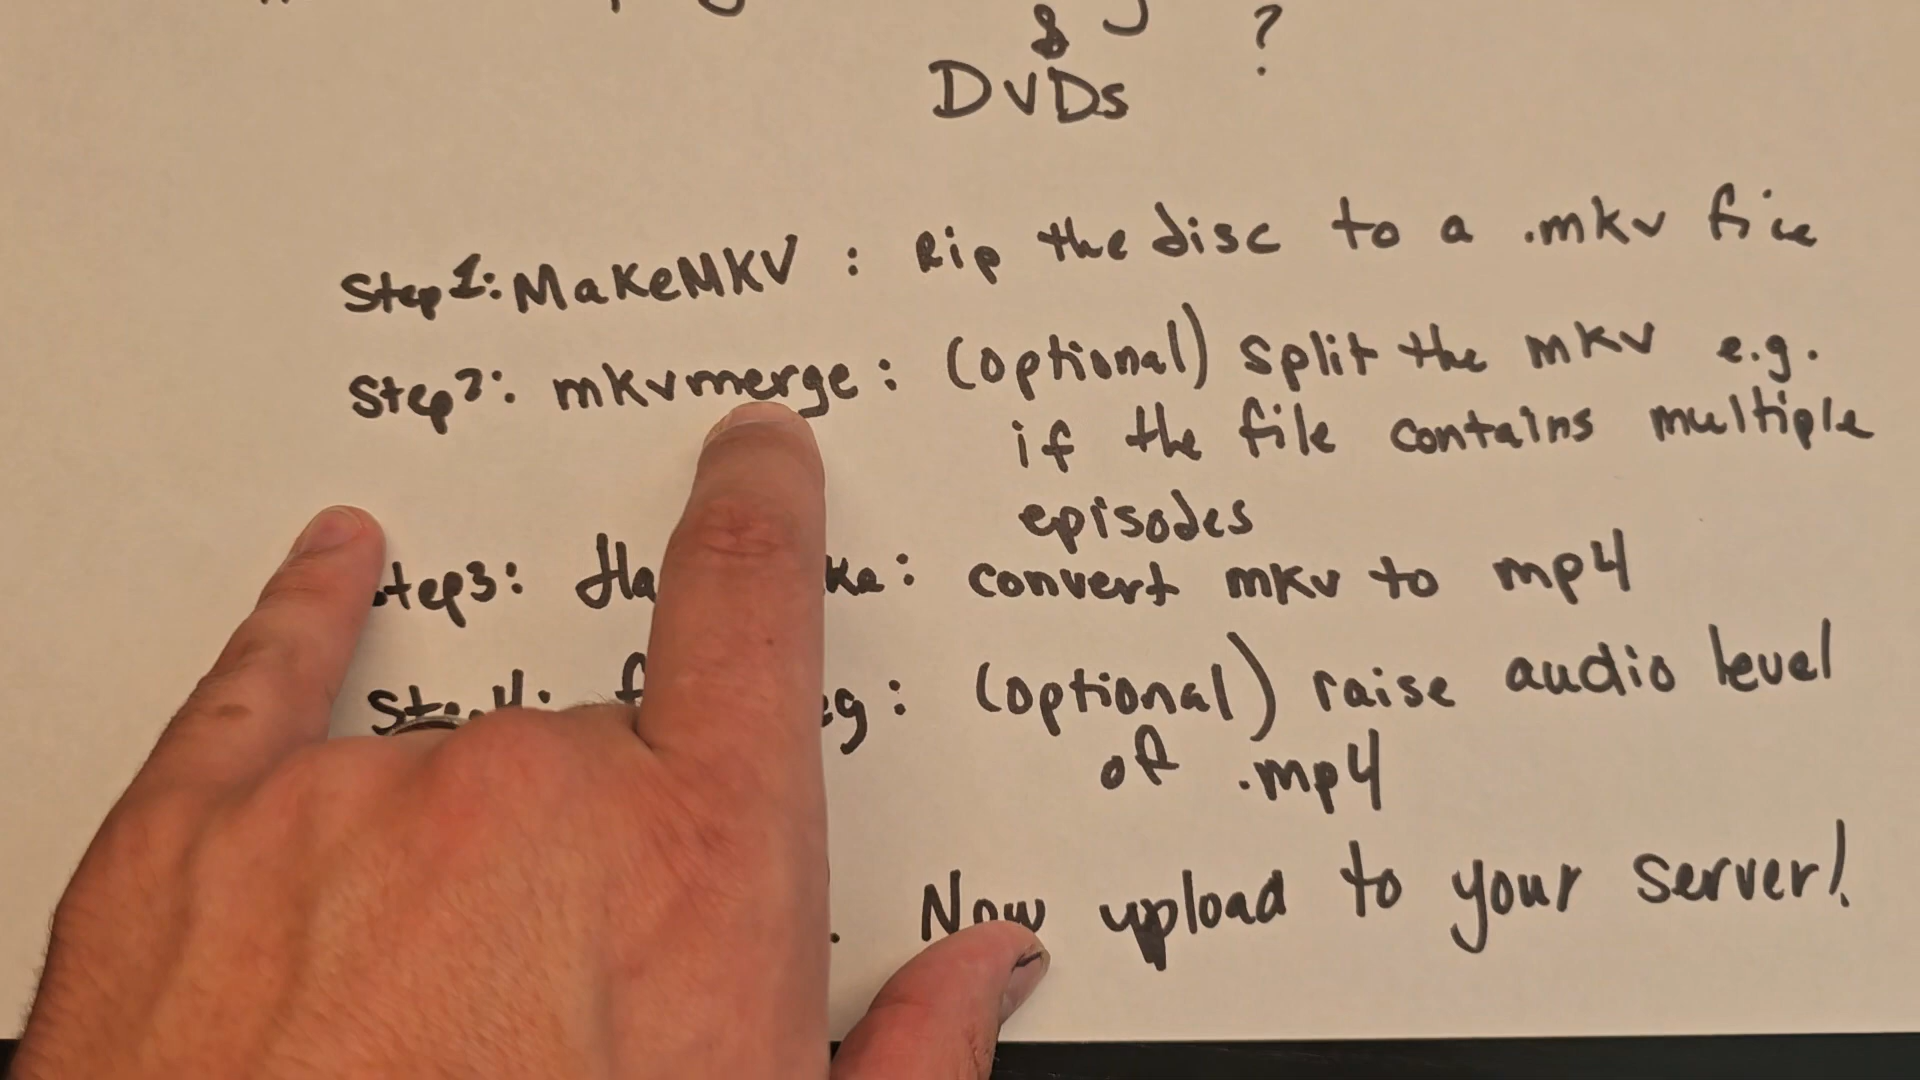 & ?
DVDs
Step 1: MakeMKV : Rip the disc to a .mkv file
Step 2: mkvmerge : (optional) split the mkv e.g.
if the file contains multiple
episodes
Step 3: convert mkv to mp4
(optional) raise audio level
of .mp4
Now upload to your server!